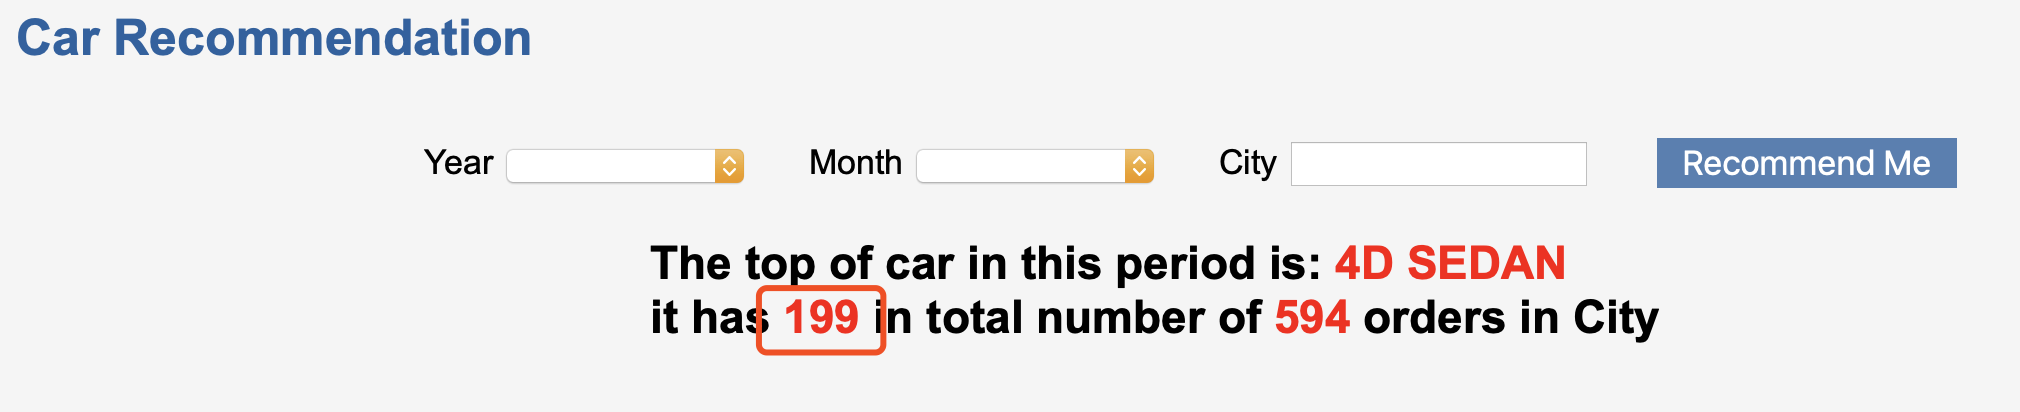 Car Recommendation
Year Month City Recommend Me
The top of car in this period is: 4D SEDAN
it has 199 in total number of 594 orders in City